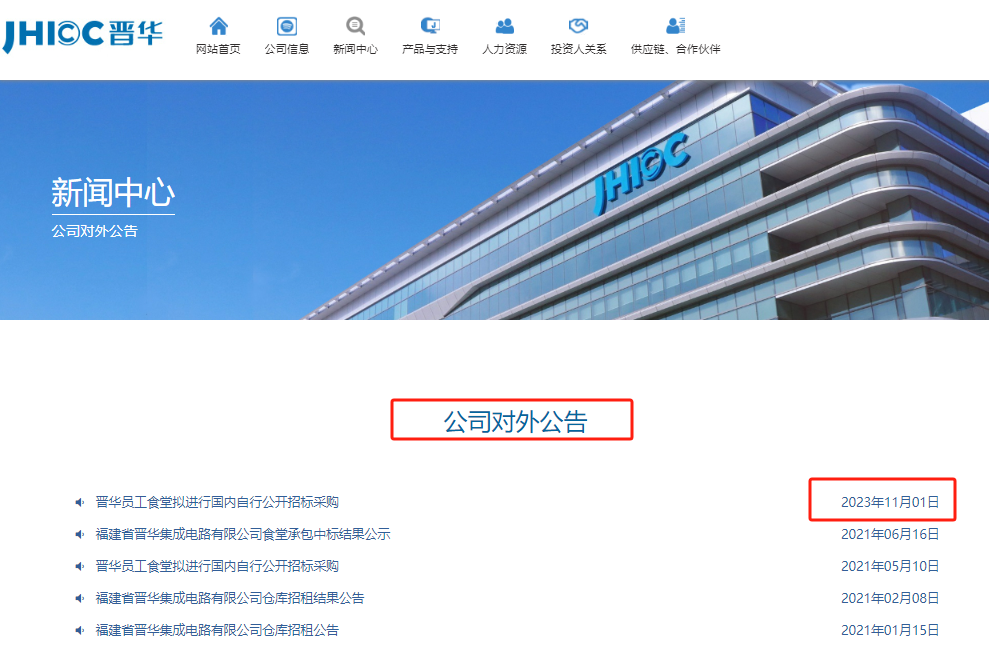 JHICC晋华
网站首页 公司信息 新闻中心 产品与支持 人力资源 投资人关系 供应链、合作伙伴
JHICC
新闻中心
公司对外公告
公司对外公告
晋华员工食堂拟进行国内自行公开招标采购 2023年11月01日
福建省晋华集成电路有限公司食堂承包中标结果公示 2021年06月16日
晋华员工食堂拟进行国内自行公开招标采购 2021年05月10日
福建省晋华集成电路有限公司仓库招租结果公告 2021年02月08日
福建省晋华集成电路有限公司仓库招租公告 2021年01月15日